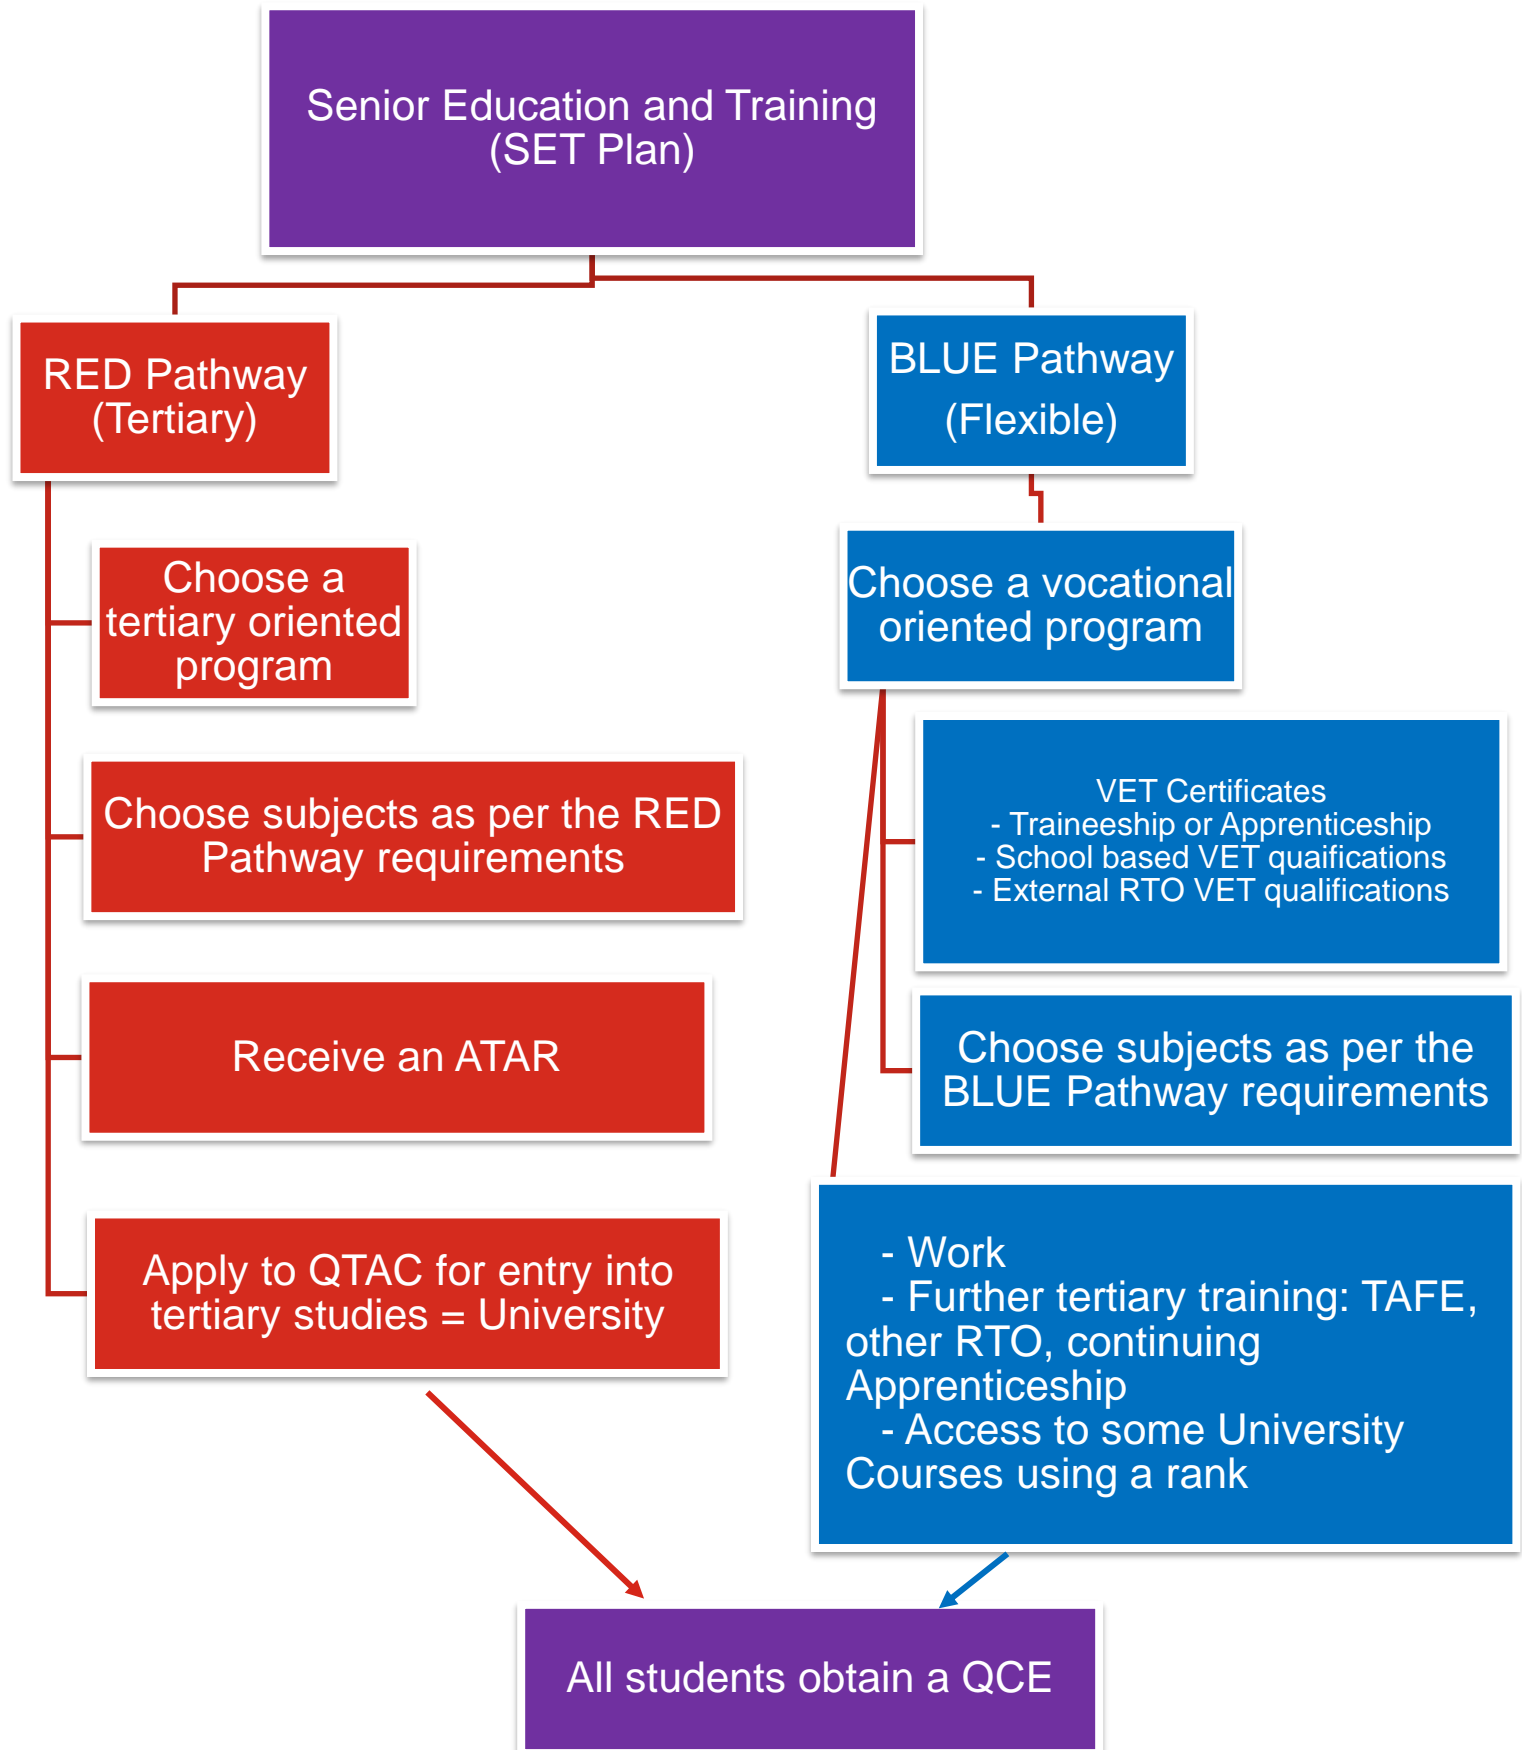 Senior Education and Training
(SET Plan)
RED Pathway
(Tertiary)
Choose a
tertiary oriented
program
Choose subjects as per the RED
Pathway requirements
Receive an ATAR
Apply to QTAC for entry into
tertiary studies = University
BLUE Pathway
(Flexible)
Choose a vocational
oriented program
VET Certificates
- Traineeship or Apprenticeship
- School based VET quaifications
- External RTO VET qualifications
Choose subjects as per the
BLUE Pathway requirements
- Work
- Further tertiary training: TAFE,
other RTO, continuing
Apprenticeship
- Access to some University
Courses using a rank
All students obtain a QCE